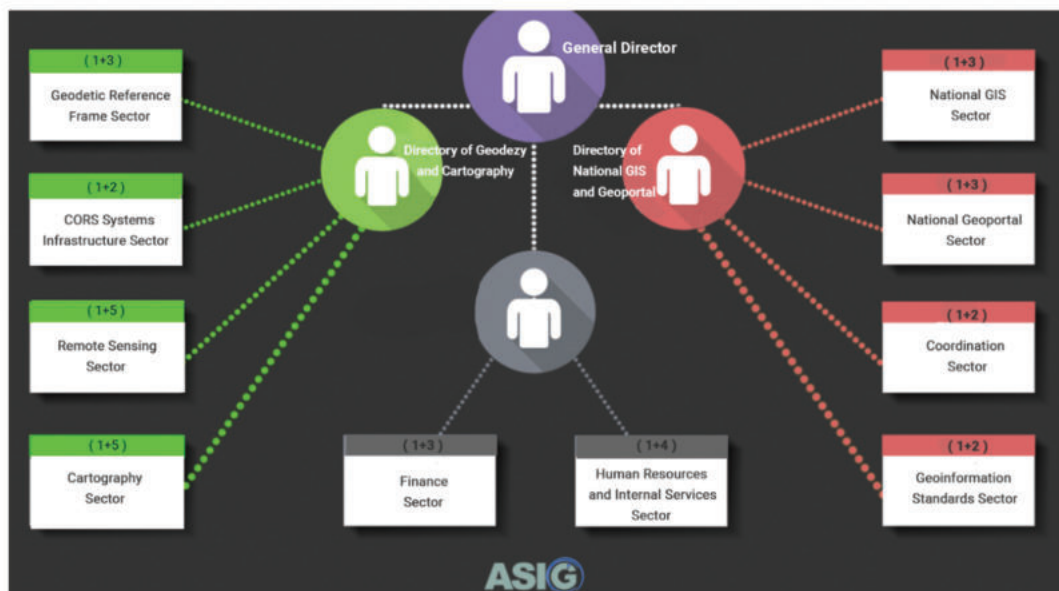 General Director
Directory of Geodezy
and Cartography
Directory of
National GIS
and Geoportal
( 1+3 )
Geodetic Reference
Frame Sector
( 1+2 )
CORS Systems
Infrastructure Sector
( 1+5 )
Remote Sensing
Sector
( 1+5 )
Cartography
Sector
( 1+3 )
Finance
Sector
( 1+4 )
Human Resources
and Internal Services
Sector
( 1+3 )
National GIS
Sector
( 1+3 )
National Geoportal
Sector
( 1+2 )
Coordination
Sector
( 1+2 )
Geoinformation
Standards Sector
ASIG